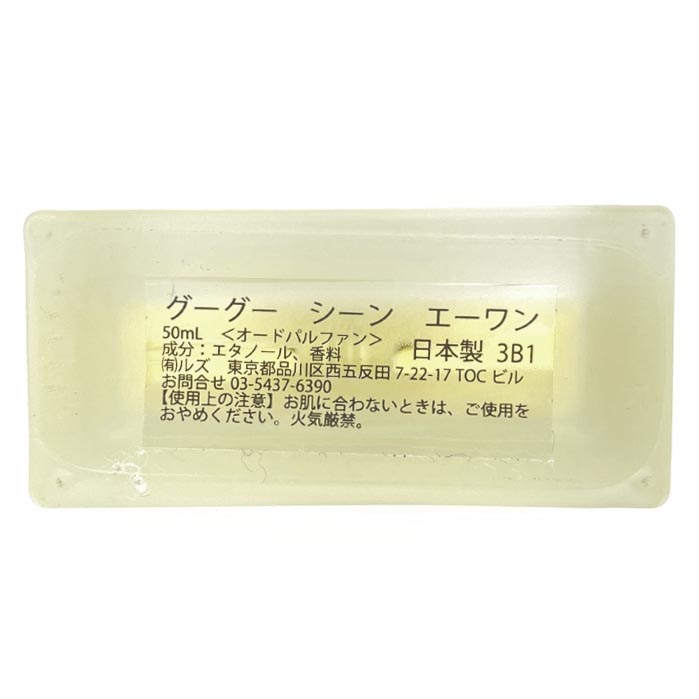 グーグー　シーン　エーワン
50mL　＜オードパルファン＞
成分：エタノール、香料　日本製 3B1
㈲ルズ　東京都品川区西五反田 7-22-17 TOC ビル
お問合せ 03-5437-6390
【使用上の注意】お肌に合わないときは、ご使用を
おやめください。火気厳禁。